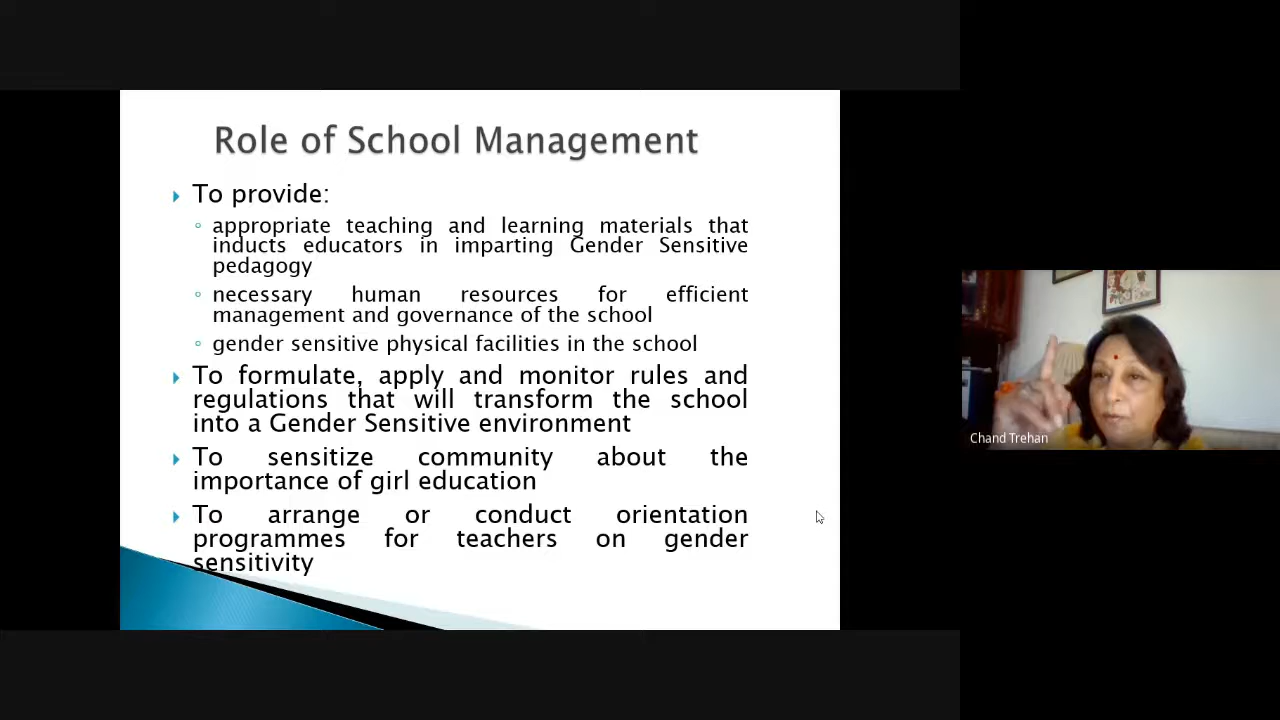 Role of School Management
To provide:
appropriate teaching and learning materials that
inducts educators in imparting Gender Sensitive
pedagogy
necessary human resources for efficient
management and governance of the school
gender sensitive physical facilities in the school
To formulate, apply and monitor rules and
regulations that will transform the school
into a Gender Sensitive environment
To sensitize community about the
importance of girl education
To arrange or conduct orientation
programmes for teachers on gender
sensitivity
Chand Trehan